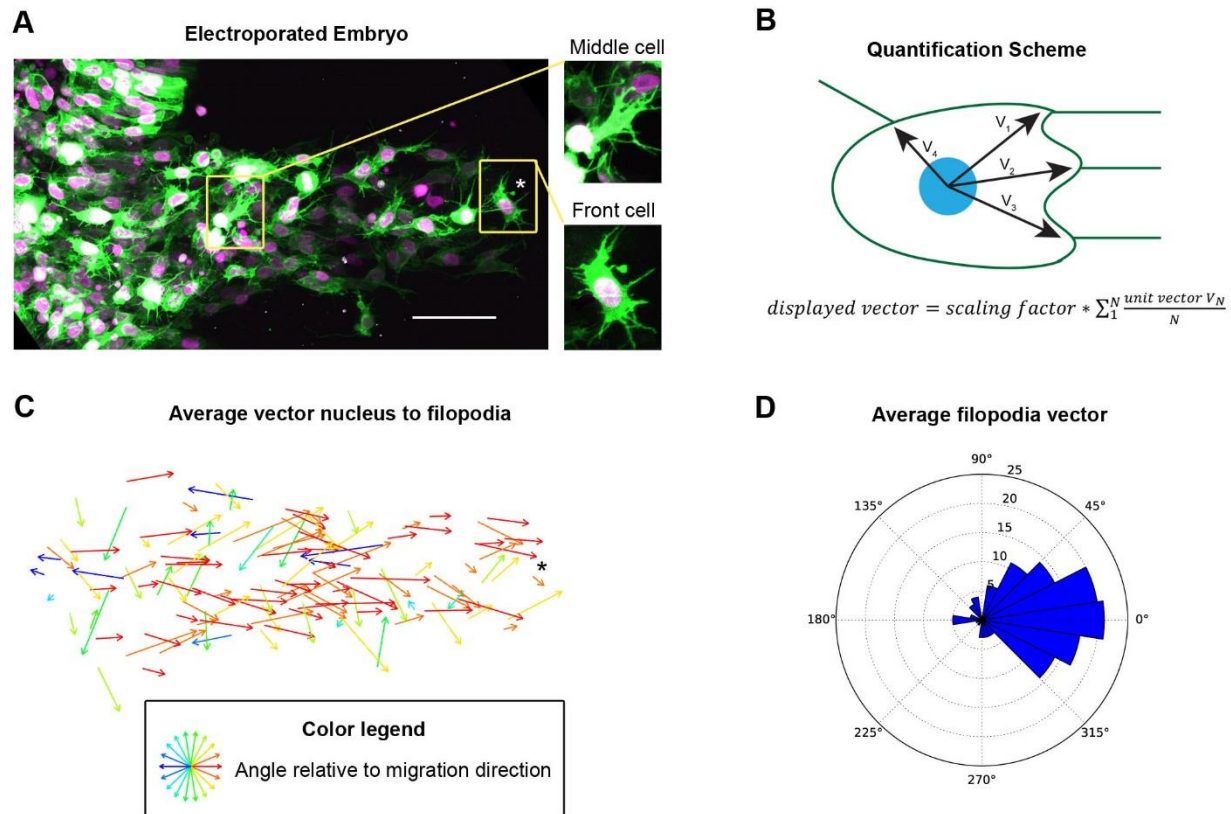 A
Electroporated Embryo
Middle cell
Front cell
*
B
Quantification Scheme
V1
V2
V3
V4
displayed vector = scaling factor * ∑₁ᴺ unit vector V_N / N
C
Average vector nucleus to filopodia
*
Color legend
Angle relative to migration direction
D
Average filopodia vector
90°
25
20
15
10
5
135°
45°
180°
0°
225°
315°
270°